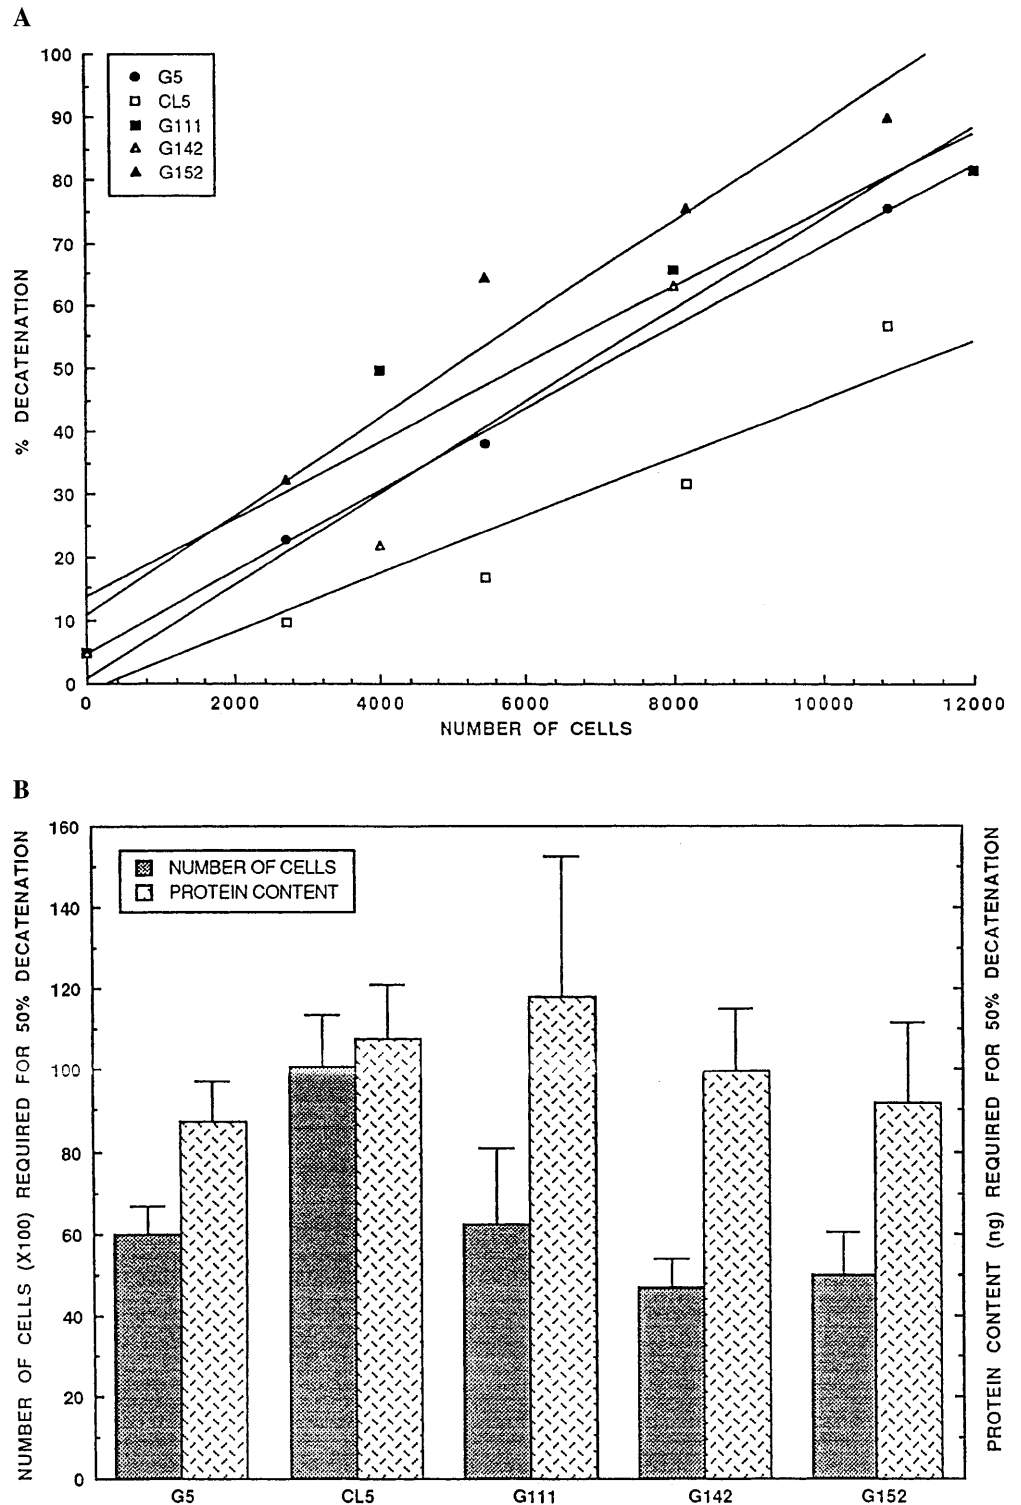 A
100
90
80
70
60
50
40
30
20
10
0
% DECATENATION
G5
CL5
G111
G142
G152
0 2000 4000 6000 8000 10000 12000
NUMBER OF CELLS
B
160
140
120
100
80
60
40
20
0
NUMBER OF CELLS (X100) REQUIRED FOR 50% DECATENATION
NUMBER OF CELLS
PROTEIN CONTENT
PROTEIN CONTENT (ng) REQUIRED FOR 50% DECATENATION
G5 CL5 G111 G142 G152